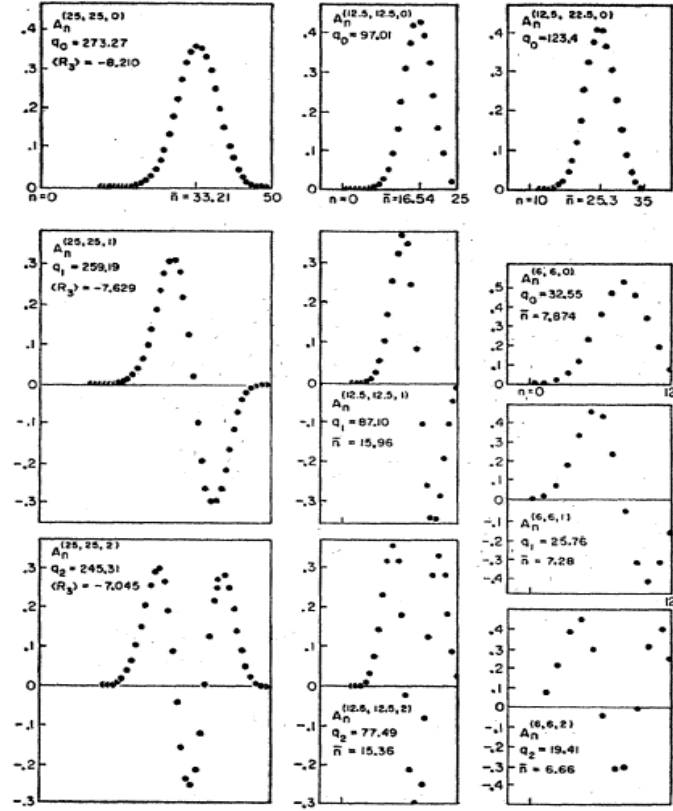 A_n^(25, 25, 0)
q_0 = 273.27
⟨R_3⟩ = -8.210
.4
.3
.2
.1
0
n=0
n̄=33.21
50
A_n^(12.5, 12.5, 0)
q_0 = 97.01
.4
.3
.2
.1
0
n=0
n̄=16.54
25
A_n^(12.5, 22.5, 0)
q_0 = 123.4
.4
.3
.2
.1
0
n=10
n̄=25.3
35
A_n^(25, 25, 1)
q_1 = 259.19
⟨R_3⟩ = -7.629
.3
.2
.1
0
-.1
-.2
-.3
.3
.2
.1
0
-.1
-.2
-.3
A_n^(12.5, 12.5, 1)
q_1 = 87.10
n̄ = 15.96
A_n^(6, 6, 0)
q_0 = 32.55
n̄ = 7.874
.5
.4
.3
.2
.1
n=0
12
.4
.3
.2
.1
0
-.1
-.2
-.3
-.4
A_n^(6, 6, 1)
q_1 = 25.76
n̄ = 7.28
12
A_n^(25, 25, 2)
q_2 = 245.31
⟨R_3⟩ = -7.045
.3
.2
.1
0
-.1
-.2
-.3
.3
.2
.1
0
-.1
-.2
-.3
A_n^(12.5, 12.5, 2)
q_2 = 77.49
n̄ = 15.36
.4
.3
.2
.1
0
-.1
-.2
-.3
-.4
A_n^(6, 6, 2)
q_2 = 19.41
n̄ = 6.66